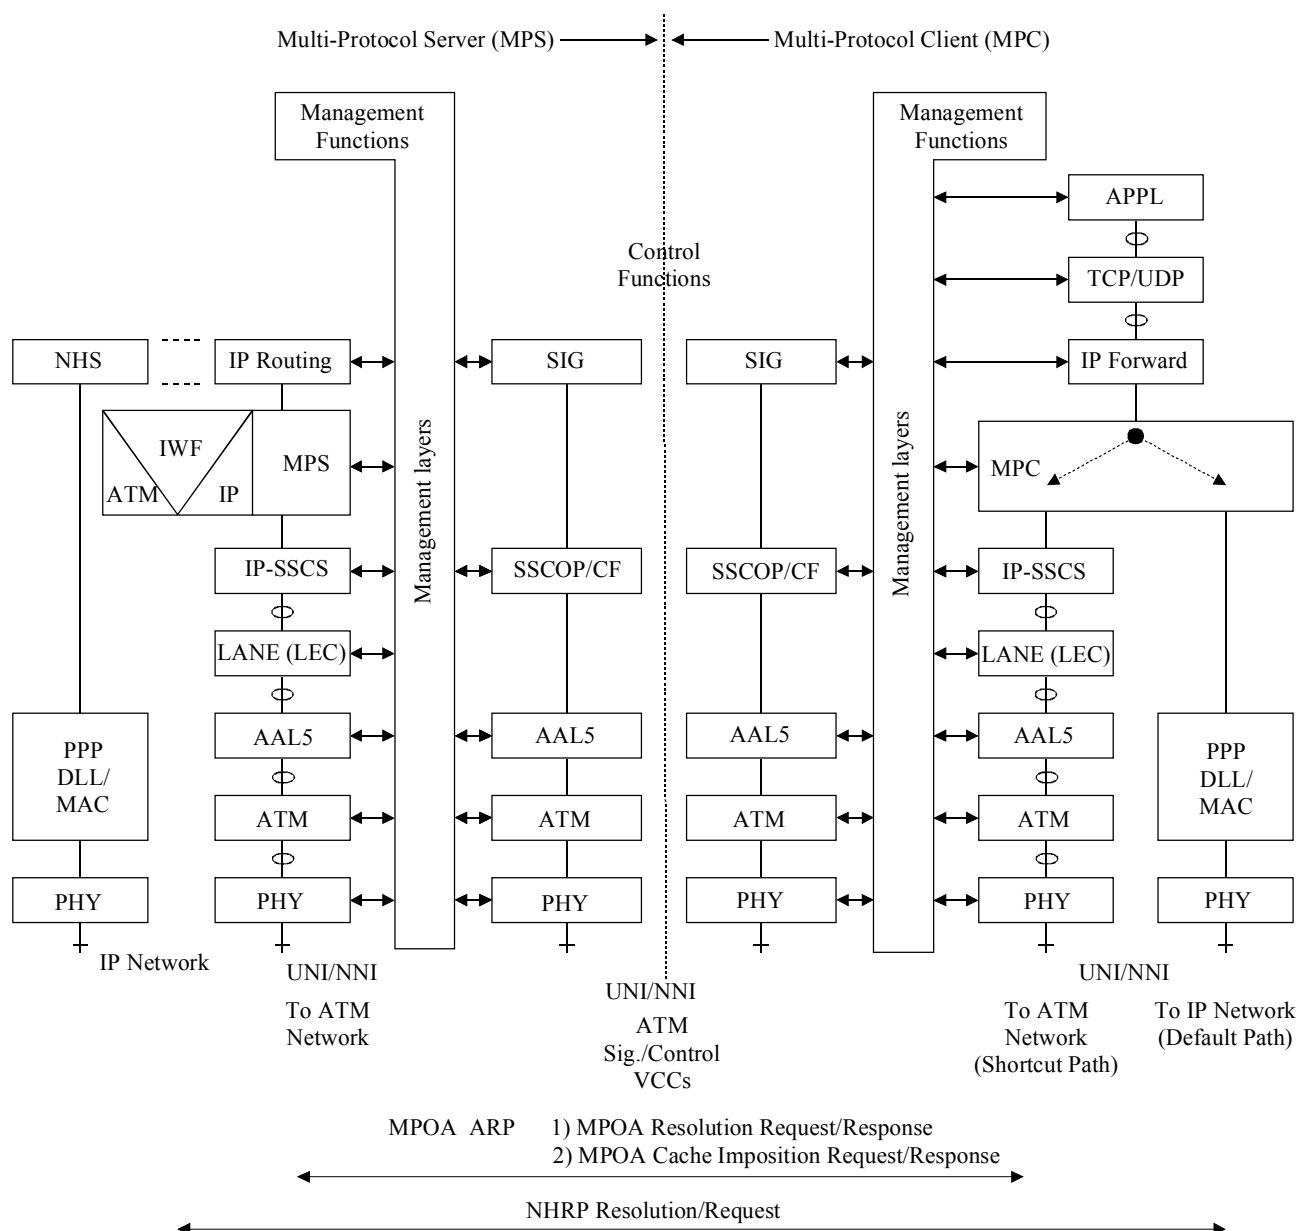 Multi-Protocol Server (MPS)
Multi-Protocol Client (MPC)
Management
Functions
Management
Functions
APPL
Control
Functions
TCP/UDP
NHS
IP Routing
SIG
SIG
IP Forward
IWF
ATM
IP
MPS
Management layers
Management layers
MPC
IP-SSCS
SSCOP/CF
SSCOP/CF
IP-SSCS
LANE (LEC)
LANE (LEC)
PPP
DLL/
MAC
AAL5
AAL5
AAL5
AAL5
PPP
DLL/
MAC
ATM
ATM
ATM
ATM
PHY
PHY
PHY
PHY
PHY
PHY
IP Network
UNI/NNI
To ATM
Network
UNI/NNI
ATM
Sig./Control
VCCs
UNI/NNI
To ATM
Network
(Shortcut Path)
To IP Network
(Default Path)
MPOA ARP 1) MPOA Resolution Request/Response
2) MPOA Cache Imposition Request/Response
NHRP Resolution/Request